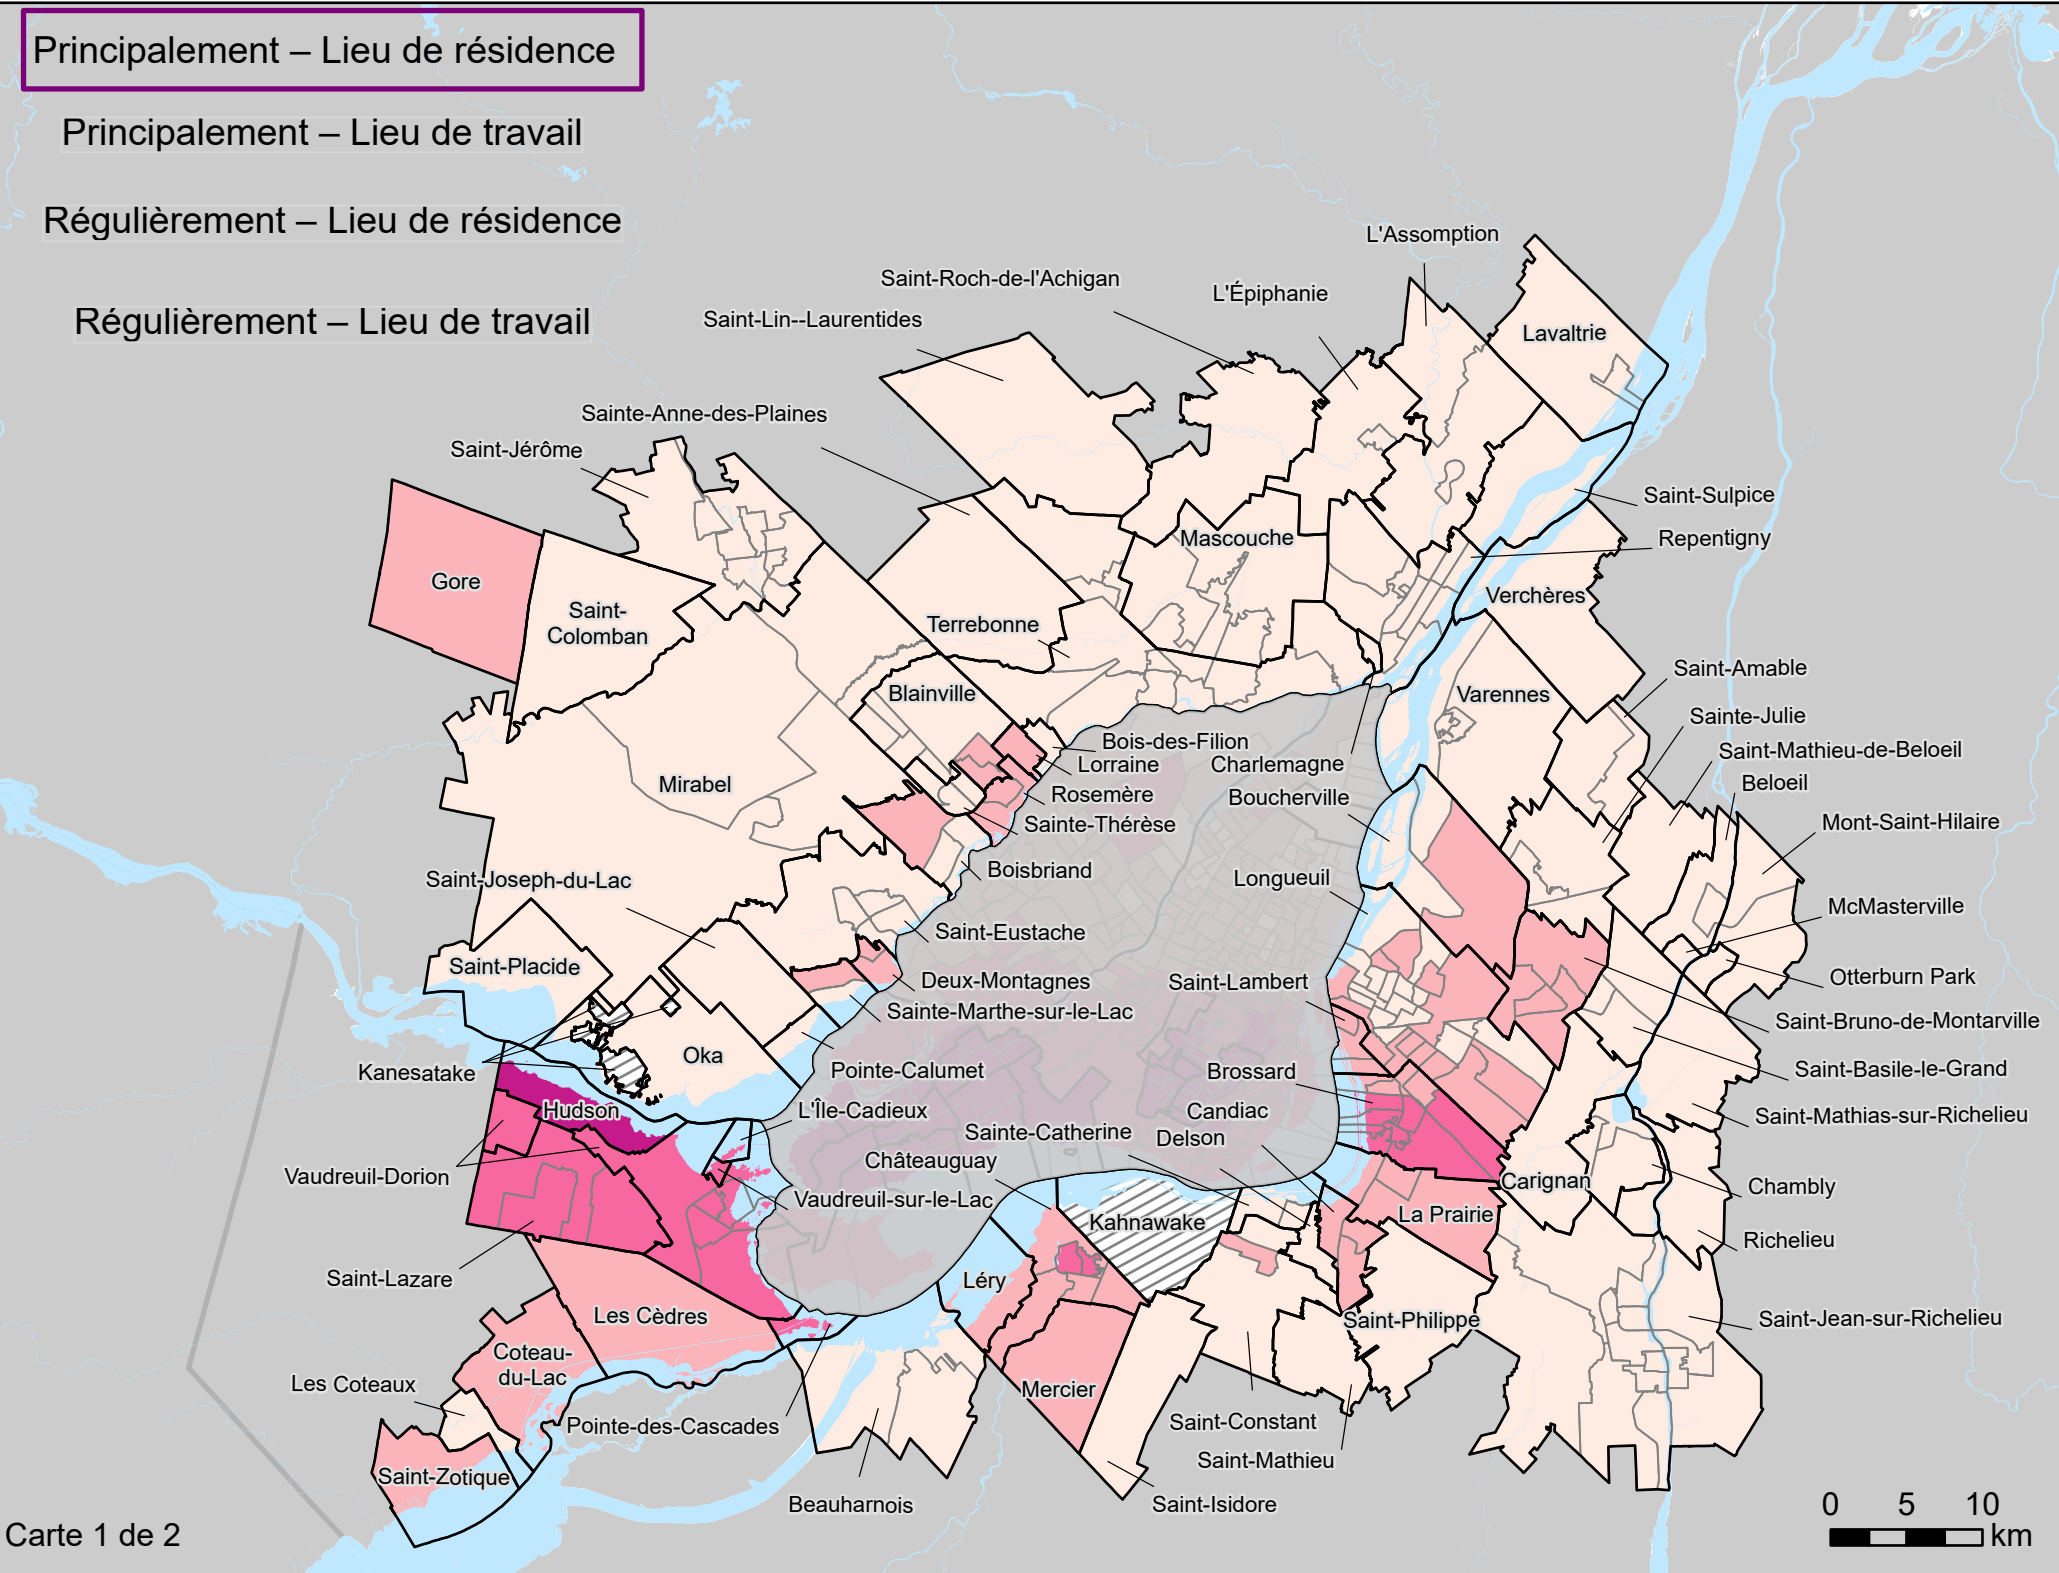 Principalement – Lieu de résidence
Principalement – Lieu de travail
Régulièrement – Lieu de résidence
Régulièrement – Lieu de travail
L'Assomption
Saint-Roch-de-l'Achigan
L'Épiphanie
Saint-Lin--Laurentides
Lavaltrie
Sainte-Anne-des-Plaines
Saint-Jérôme
Saint-Sulpice
Mascouche
Repentigny
Gore
Saint-
Colomban
Verchères
Terrebonne
Saint-Amable
Blainville
Varennes
Sainte-Julie
Bois-des-Filion
Saint-Mathieu-de-Beloeil
Lorraine
Charlemagne
Mirabel
Beloeil
Rosemère
Boucherville
Sainte-Thérèse
Mont-Saint-Hilaire
Boisbriand
Saint-Joseph-du-Lac
Longueuil
McMasterville
Saint-Eustache
Saint-Placide
Deux-Montagnes
Saint-Lambert
Otterburn Park
Sainte-Marthe-sur-le-Lac
Saint-Bruno-de-Montarville
Oka
Kanesatake
Pointe-Calumet
Brossard
Saint-Basile-le-Grand
Hudson
L'Île-Cadieux
Candiac
Saint-Mathias-sur-Richelieu
Sainte-Catherine
Delson
Châteauguay
Vaudreuil-Dorion
Carignan
Chambly
Vaudreuil-sur-le-Lac
Kahnawake
La Prairie
Richelieu
Saint-Lazare
Léry
Les Cèdres
Saint-Philippe
Saint-Jean-sur-Richelieu
Coteau-
du-Lac
Les Coteaux
Mercier
Pointe-des-Cascades
Saint-Constant
Saint-Mathieu
Saint-Zotique
Beauharnois
Saint-Isidore
Carte 1 de 2
0 5 10
km